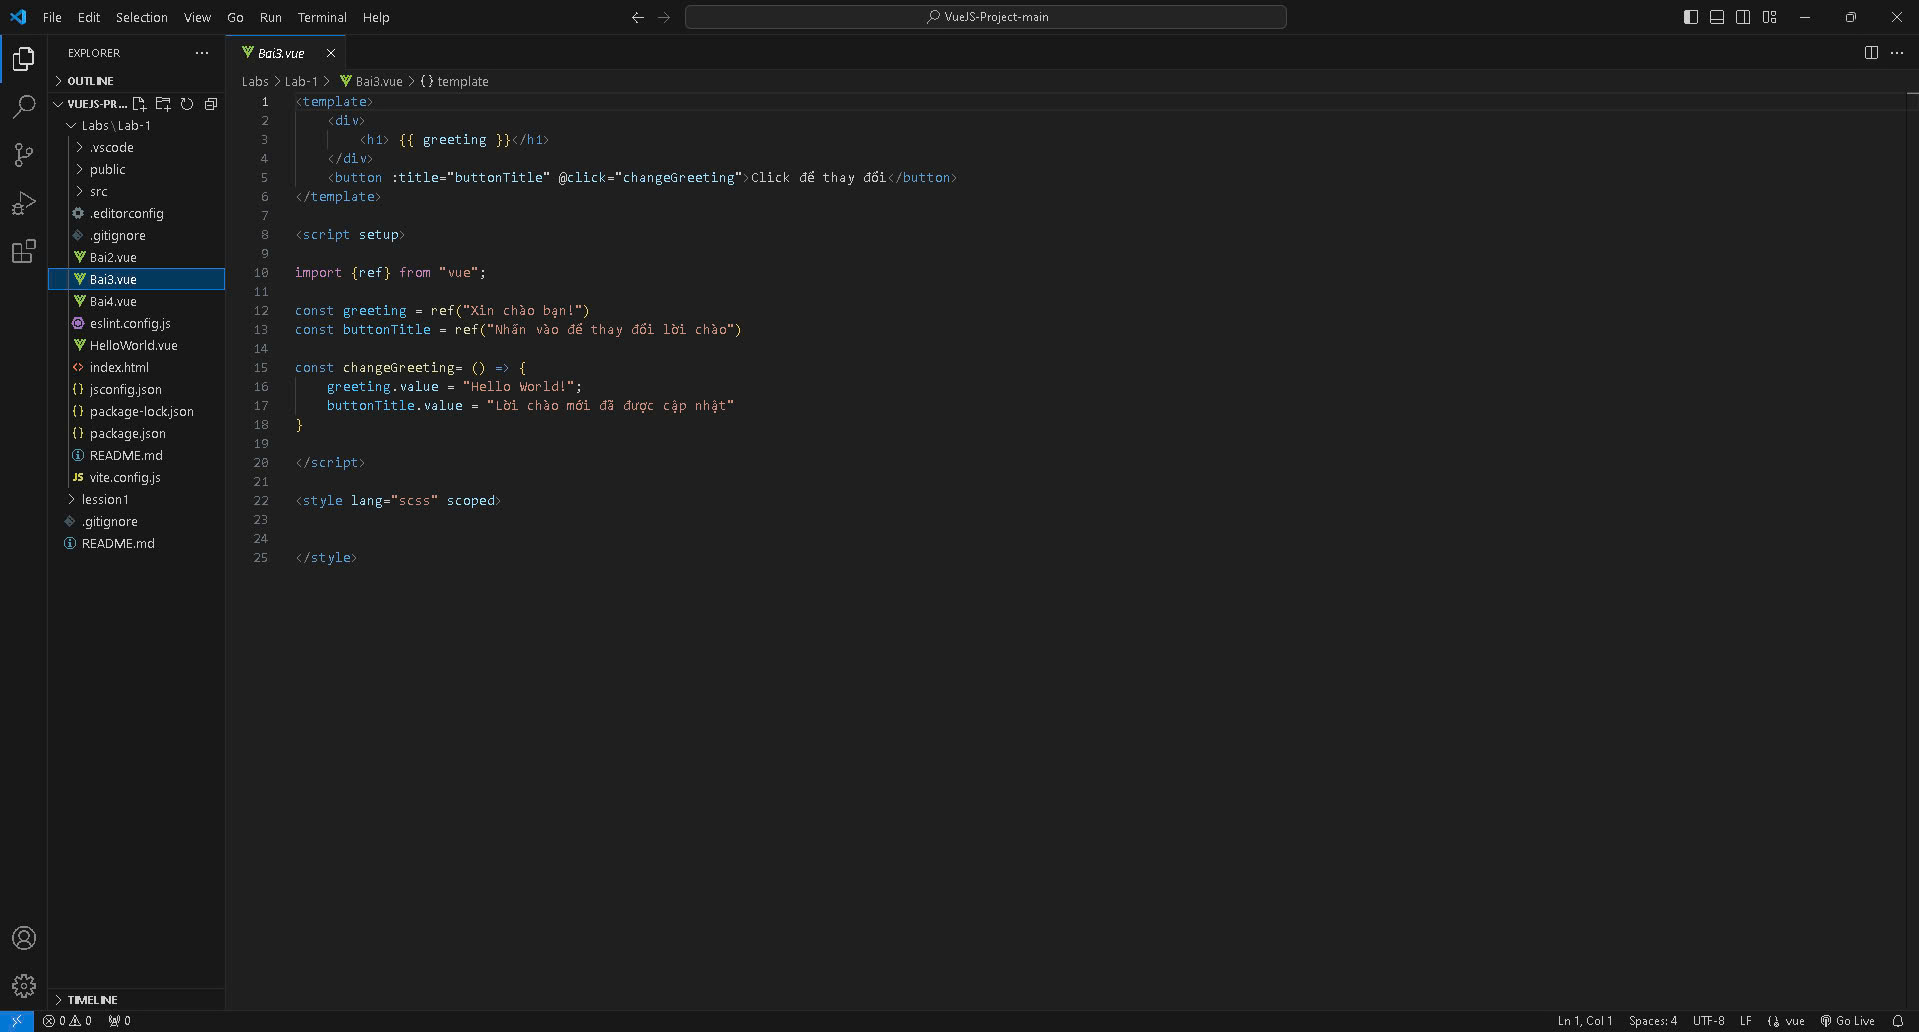 File Edit Selection View Go Run Terminal Help
VueJS-Project-main
EXPLORER
OUTLINE
VUEJS-PR...
Labs\Lab-1
.vscode
public
src
.editorconfig
.gitignore
Bai2.vue
Bai3.vue
Bai4.vue
eslint.config.js
HelloWorld.vue
index.html
jsconfig.json
package-lock.json
package.json
README.md
vite.config.js
lession1
.gitignore
README.md
TIMELINE
Bai3.vue
Labs > Lab-1 > Bai3.vue > {} template
1 <template>
2 <div>
3 <h1> {{ greeting }}</h1>
4 </div>
5 <button :title="buttonTitle" @click="changeGreeting">Click để thay đổi</button>
6 </template>
7
8 <script setup>
9
10 import {ref} from "vue";
11
12 const greeting = ref("Xin chào bạn!")
13 const buttonTitle = ref("Nhấn vào để thay đổi lời chào")
14
15 const changeGreeting= () => {
16 greeting.value = "Hello World!";
17 buttonTitle.value = "Lời chào mới đã được cập nhật"
18 }
19
20 </script>
21
22 <style lang="scss" scoped>
23
24
25 </style>
0 0 0
Ln 1, Col 1 Spaces: 4 UTF-8 LF vue Go Live